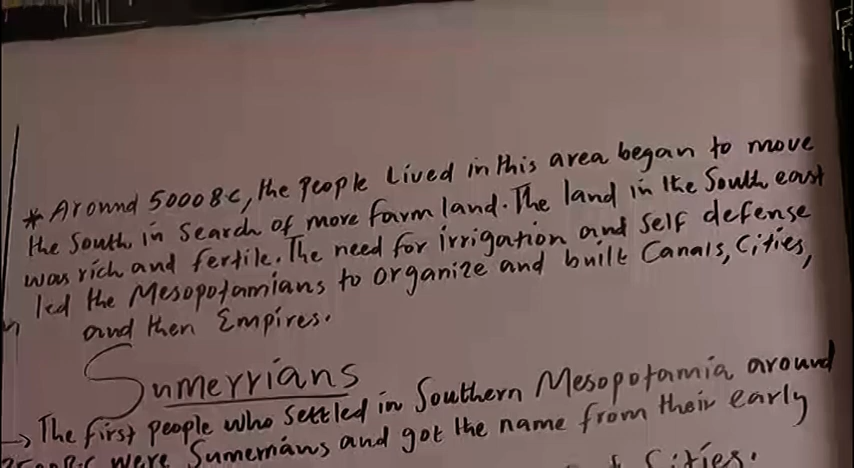 * Around 5000BC, the people lived in this area began to move
the South in Search of more farm land. The land in the South east
was rich and fertile. The need for irrigation and self defense
led the Mesopotamians to organize and built Canals, Cities,
and then Empires.
Sumerrians
→ The first people who settled in Southern Mesopotamia around
B.C were Sumerians and got the name from their early
Cities.